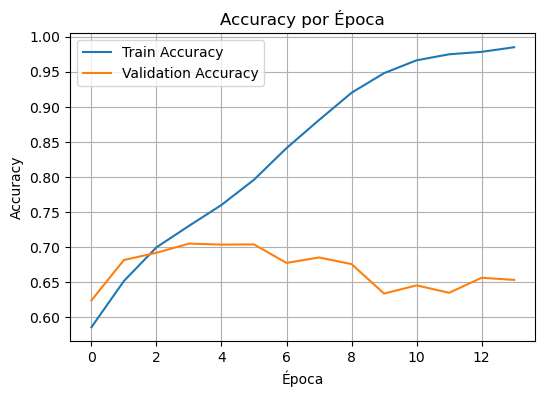 Accuracy por Época
1.00
0.95
0.90
0.85
0.80
0.75
0.70
0.65
0.60
Accuracy
Train Accuracy
Validation Accuracy
0 2 4 6 8 10 12
Época